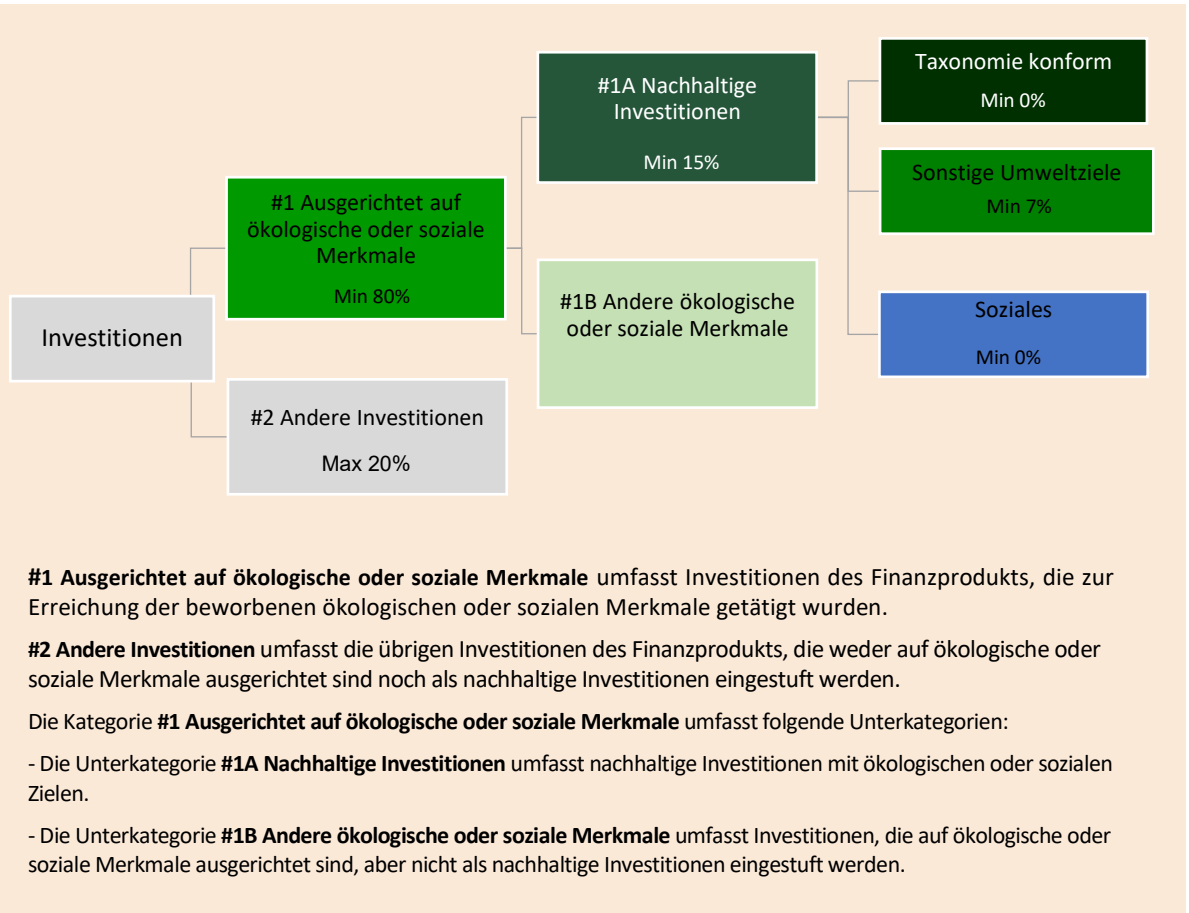 Investitionen
#1 Ausgerichtet auf
ökologische oder soziale
Merkmale
Min 80%
#2 Andere Investitionen
Max 20%
#1A Nachhaltige
Investitionen
Min 15%
#1B Andere ökologische
oder soziale Merkmale
Taxonomie konform
Min 0%
Sonstige Umweltziele
Min 7%
Soziales
Min 0%
#1 Ausgerichtet auf ökologische oder soziale Merkmale umfasst Investitionen des Finanzprodukts, die zur
Erreichung der beworbenen ökologischen oder sozialen Merkmale getätigt wurden.
#2 Andere Investitionen umfasst die übrigen Investitionen des Finanzprodukts, die weder auf ökologische oder
soziale Merkmale ausgerichtet sind noch als nachhaltige Investitionen eingestuft werden.
Die Kategorie #1 Ausgerichtet auf ökologische oder soziale Merkmale umfasst folgende Unterkategorien:
- Die Unterkategorie #1A Nachhaltige Investitionen umfasst nachhaltige Investitionen mit ökologischen oder sozialen
Zielen.
- Die Unterkategorie #1B Andere ökologische oder soziale Merkmale umfasst Investitionen, die auf ökologische oder
soziale Merkmale ausgerichtet sind, aber nicht als nachhaltige Investitionen eingestuft werden.